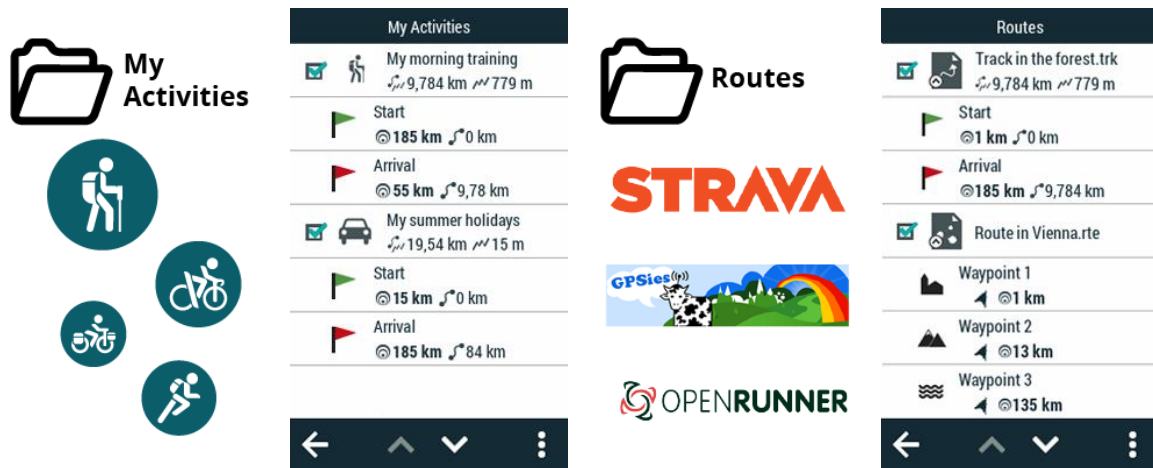 My
Activities
My Activities
My morning training
9,784 km 779 m
Start
185 km 0 km
Arrival
55 km 9,78 km
My summer holidays
19,54 km 15 m
Start
15 km 0 km
Arrival
185 km 84 km
Routes
STRAVA
GPSies
OPENRUNNER
Routes
Track in the forest.trk
9,784 km 779 m
Start
1 km 0 km
Arrival
185 km 9,784 km
Route in Vienna.rte
Waypoint 1
1 km
Waypoint 2
13 km
Waypoint 3
135 km